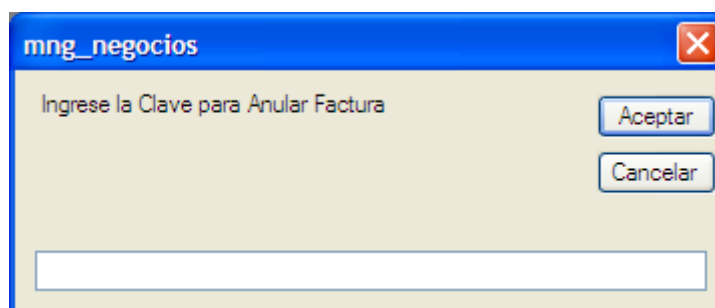 mng_negocios
Ingrese la Clave para Anular Factura
Aceptar
Cancelar